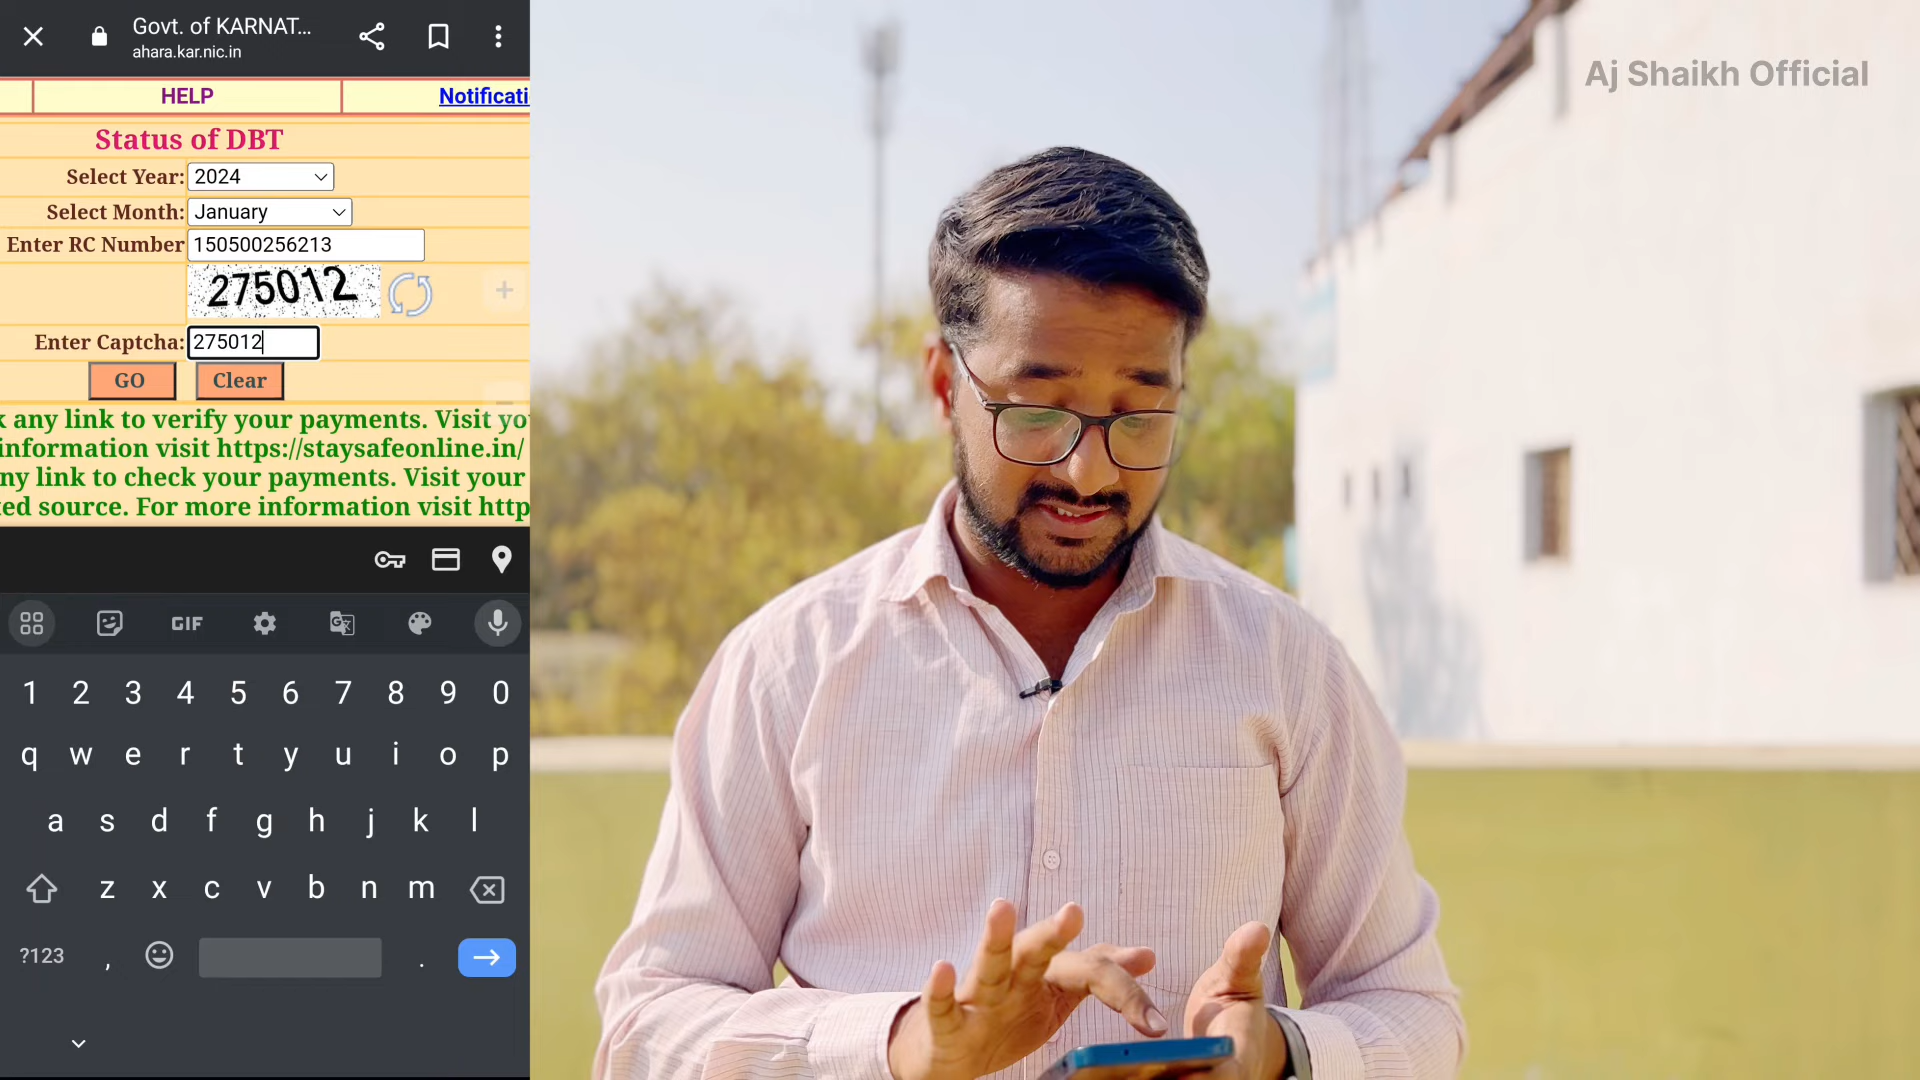 Govt. of KARNAT...
ahara.kar.nic.in
HELP
Notificati
Status of DBT
Select Year: 2024
Select Month: January
Enter RC Number 150500256213
275012
Enter Captcha: 275012
GO Clear
k any link to verify your payments. Visit yo
information visit https://staysafeonline.in/
ny link to check your payments. Visit your
ed source. For more information visit http
GIF
1 2 3 4 5 6 7 8 9 0
q w e r t y u i o p
a s d f g h j k l
z x c v b n m
?123 , .
Aj Shaikh Official